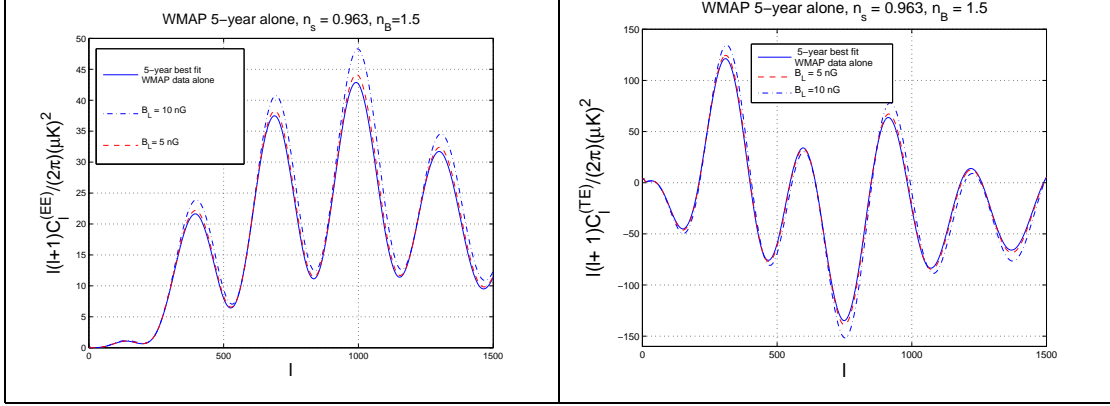 WMAP 5-year alone, n_s = 0.963, n_B=1.5
l(l+1)C_l^(EE)/(2π)(μK)^2
50
45
40
35
30
25
20
15
10
5
0
5-year best fit
WMAP data alone
B_L = 10 nG
B_L = 5 nG
0 500 1000 1500
l
WMAP 5-year alone, n_s = 0.963, n_B = 1.5
l(l+1)C_l^(TE)/(2π)(μK)^2
150
100
50
0
−50
−100
−150
5-year best fit
WMAP data alone
B_L = 5 nG
B_L =10 nG
0 500 1000 1500
l